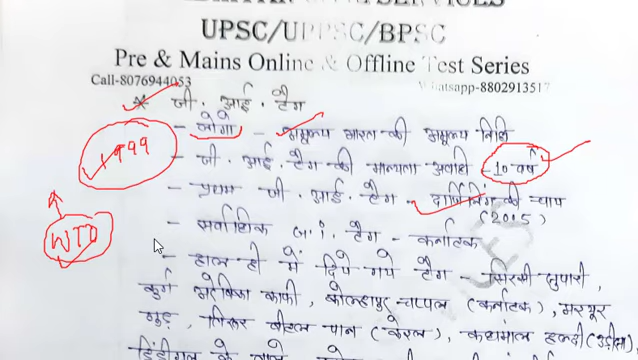 UPSC/UPPSC/BPSC
Pre & Mains Online & Offline Test Series
Call-8076944053 Whatsapp-8802913517
* जी. आई. टैग
- लोगो - अमूल्य भारत की अमूल्य निधि
1999
- जी. आई. टैग की मान्यता अवधि - 10 वर्ष
- प्रथम जी. आई. टैग - दार्जिलिंग की चाय
(2015)
WTO
- सर्वाधिक जी. आई. टैग - कर्नाटक
- हाल ही में दिये गये टैग - सिरसी सुपारी,
कुर्ग अरेबिका काफी, कोल्हापुर चप्पल (कर्नाटक), मरयूर
गुड़, तिरूर बीटल पान (केरल), कंधमाल हल्दी (उड़ीसा),
डिंडीगुल के ताले